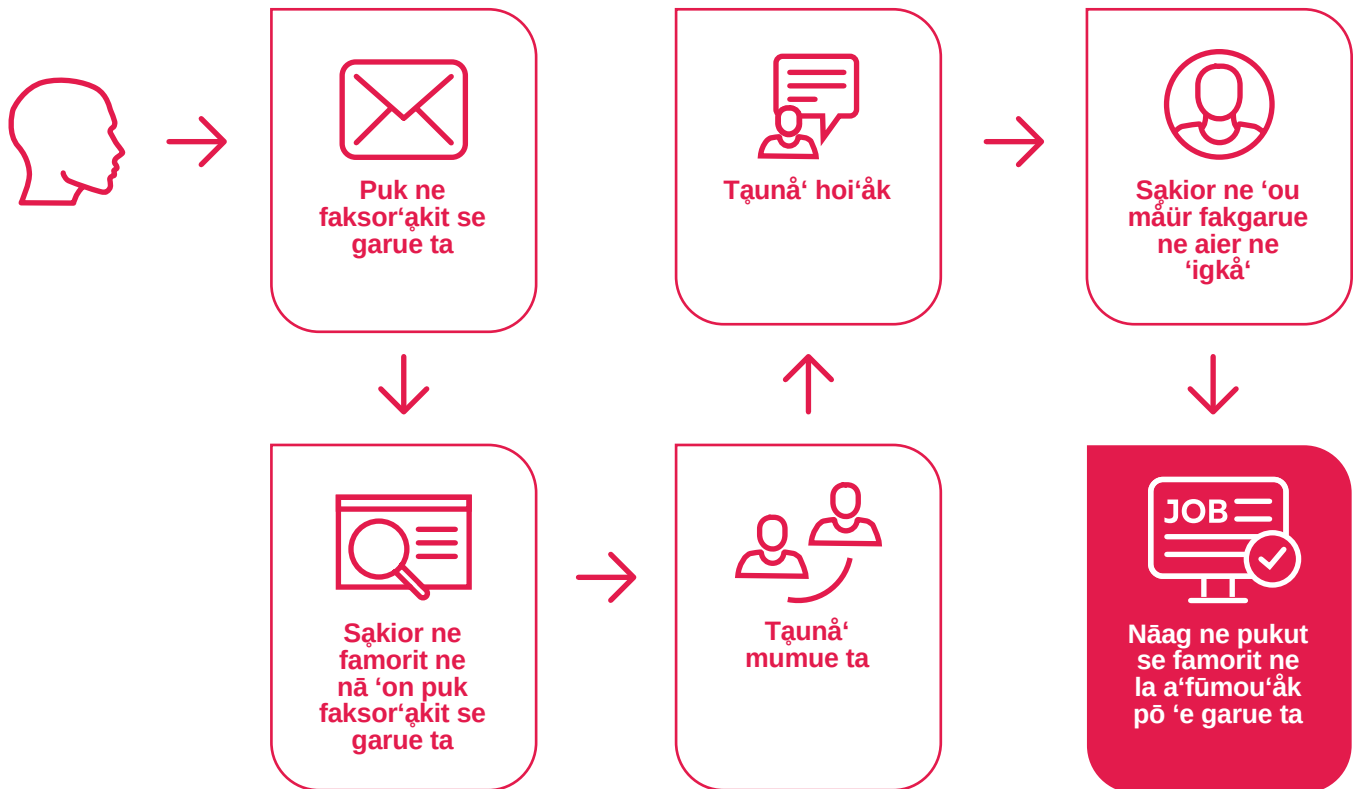 Puk ne
faksor‘ạkit se
garue ta
Sạkior ne
famorit ne
nā ‘on puk
faksor‘ạkit se
garue ta
Tạunå‘
mumue ta
Tạunå‘ hoi‘åk
Sạkior ne ‘ou
måür fakgarue
ne aier ne
‘igkå‘
JOB
Nāag ne pukut
se famorit ne
la a‘fūmou‘åk
pō ‘e garue ta